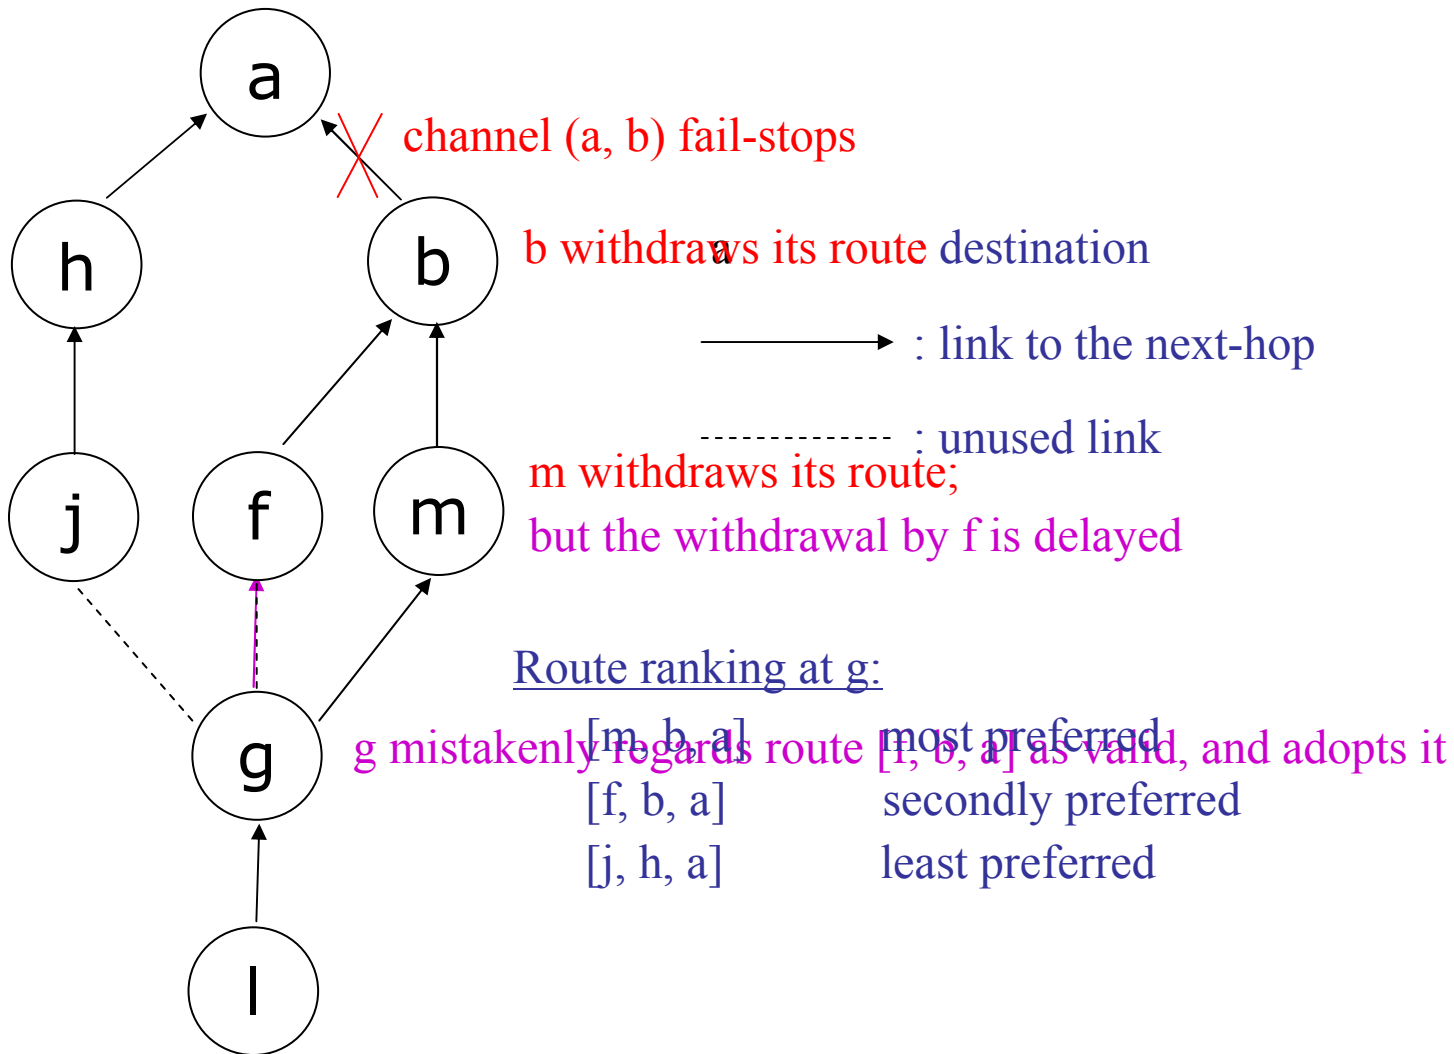 a
channel (a, b) fail-stops
h
b
b withdraws its route
a : destination
: link to the next-hop
: unused link
j
f
m
m withdraws its route;
but the withdrawal by f is delayed
Route ranking at g:
g
g mistakenly regards route [f, b, a] as valid, and adopts it
[m, b, a] most preferred
[f, b, a] secondly preferred
[j, h, a] least preferred
l